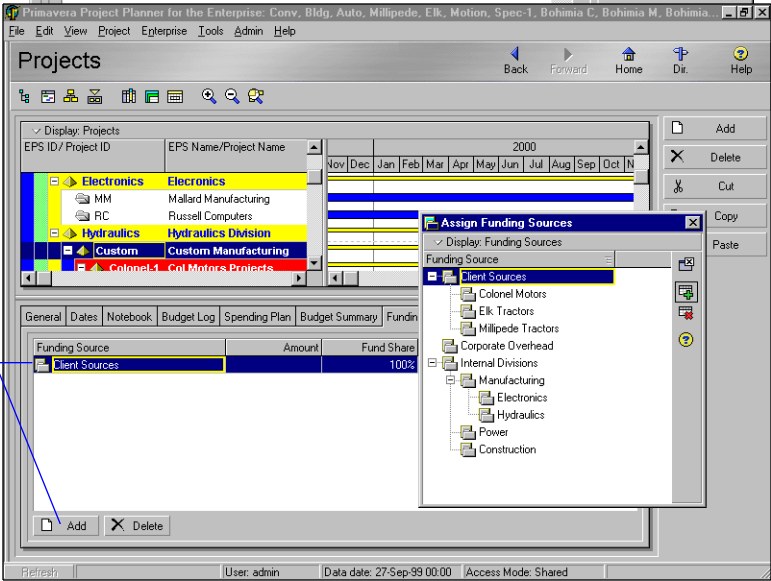 Primavera Project Planner for the Enterprise: Conv, Bldg, Auto, Millipede, Elk, Motion, Spec-1, Bohimia C, Bohimia M, Bohimia...
File Edit View Project Enterprise Tools Admin Help
Projects
Back Forward Home Dir. Help
Display: Projects
EPS ID/ Project ID EPS Name/Project Name 2000
Nov Dec Jan Feb Mar Apr May Jun Jul Aug Sep Oct N
Electronics Elecronics
MM Mallard Manufacturing
RC Russell Computers
Hydraulics Hydraulics Division
Custom Custom Manufacturing
Colonel-1 Col Motors Projects
Add
Delete
Cut
Copy
Paste
General Dates Notebook Budget Log Spending Plan Budget Summary Fundin
Funding Source Amount Fund Share
Client Sources 100%
Add Delete
Assign Funding Sources
Display: Funding Sources
Funding Source
Client Sources
Colonel Motors
Elk Tractors
Millipede Tractors
Corporate Overhead
Internal Divisions
Manufacturing
Electronics
Hydraulics
Power
Construction
Refresh User: admin Data date: 27-Sep-99 00:00 Access Mode: Shared